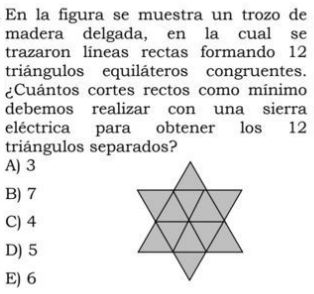 En la figura se muestra un trozo de
madera delgada, en la cual se
trazaron líneas rectas formando 12
triángulos equiláteros congruentes.
¿Cuántos cortes rectos como mínimo
debemos realizar con una sierra
eléctrica para obtener los 12
triángulos separados?
A) 3
B) 7
C) 4
D) 5
E) 6